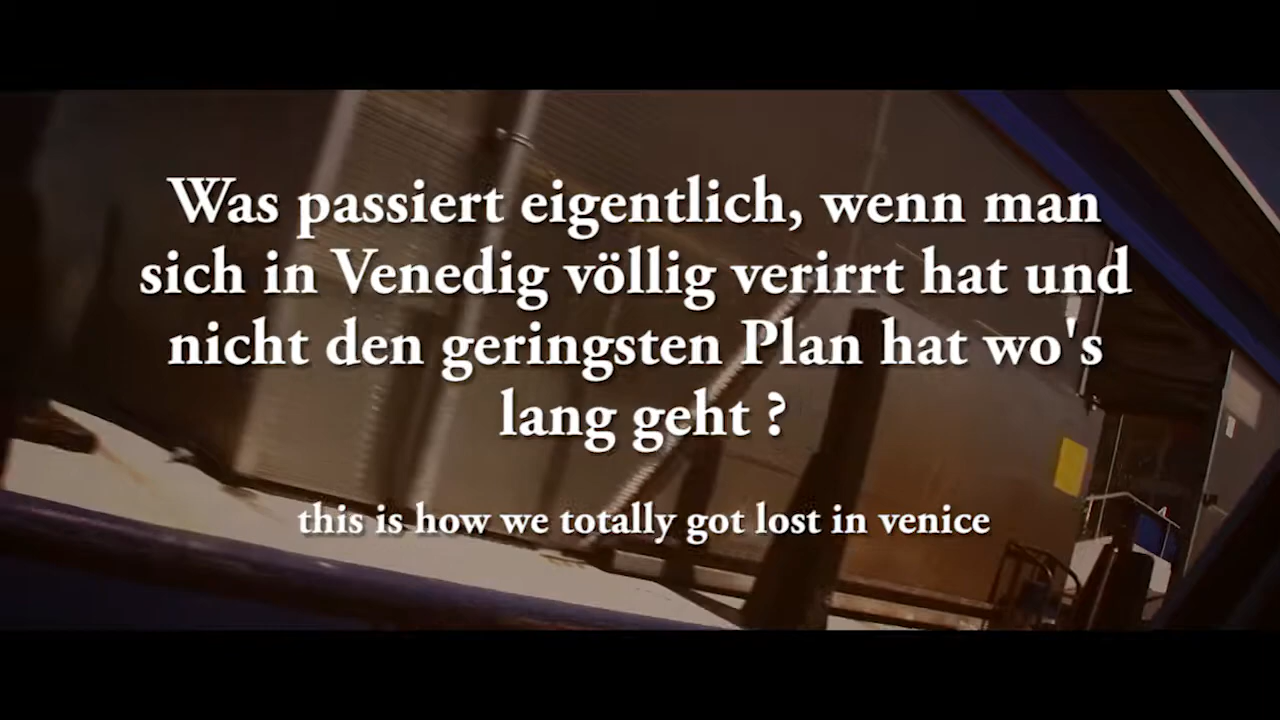 Was passiert eigentlich, wenn man
sich in Venedig völlig verirrt hat und
nicht den geringsten Plan hat wo's
lang geht ?
this is how we totally got lost in venice